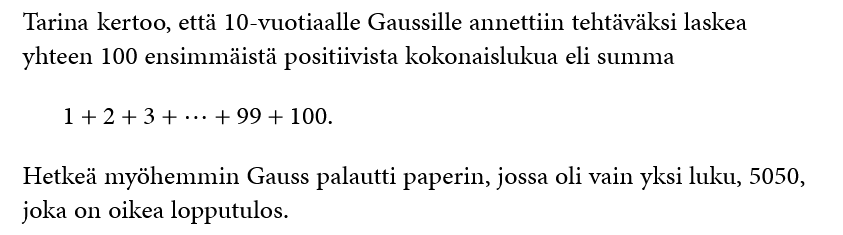 Tarina kertoo, että 10-vuotiaalle Gaussille annettiin tehtäväksi laskea
yhteen 100 ensimmäistä positiivista kokonaislukua eli summa
1 + 2 + 3 + ⋯ + 99 + 100.
Hetkeä myöhemmin Gauss palautti paperin, jossa oli vain yksi luku, 5050,
joka on oikea lopputulos.